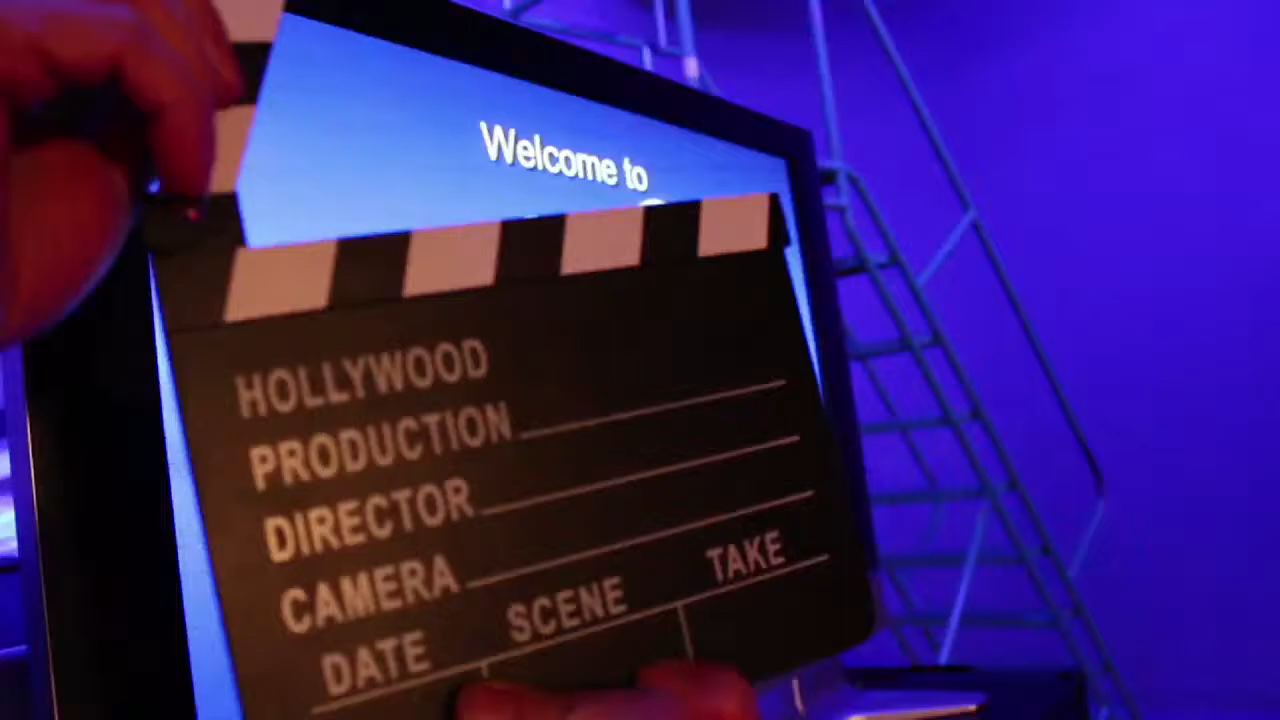 Welcome to
HOLLYWOOD
PRODUCTION
DIRECTOR
CAMERA
DATE SCENE TAKE